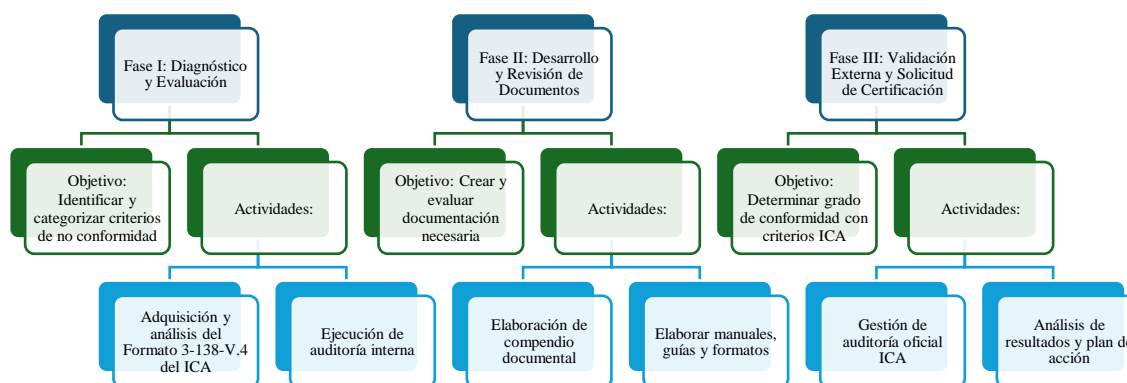 Fase I: Diagnóstico
y Evaluación
Fase II: Desarrollo
y Revisión de
Documentos
Fase III: Validación
Externa y Solicitud
de Certificación
Objetivo:
Identificar y
categorizar criterios
de no conformidad
Actividades:
Objetivo: Crear y
evaluar
documentación
necesaria
Actividades:
Objetivo:
Determinar grado
de conformidad con
criterios ICA
Actividades:
Adquisición y
análisis del
Formato 3-138-V.4
del ICA
Ejecución de
auditoría interna
Elaboración de
compendio
documental
Elaborar manuales,
guías y formatos
Gestión de
auditoría oficial
ICA
Análisis de
resultados y plan de
acción